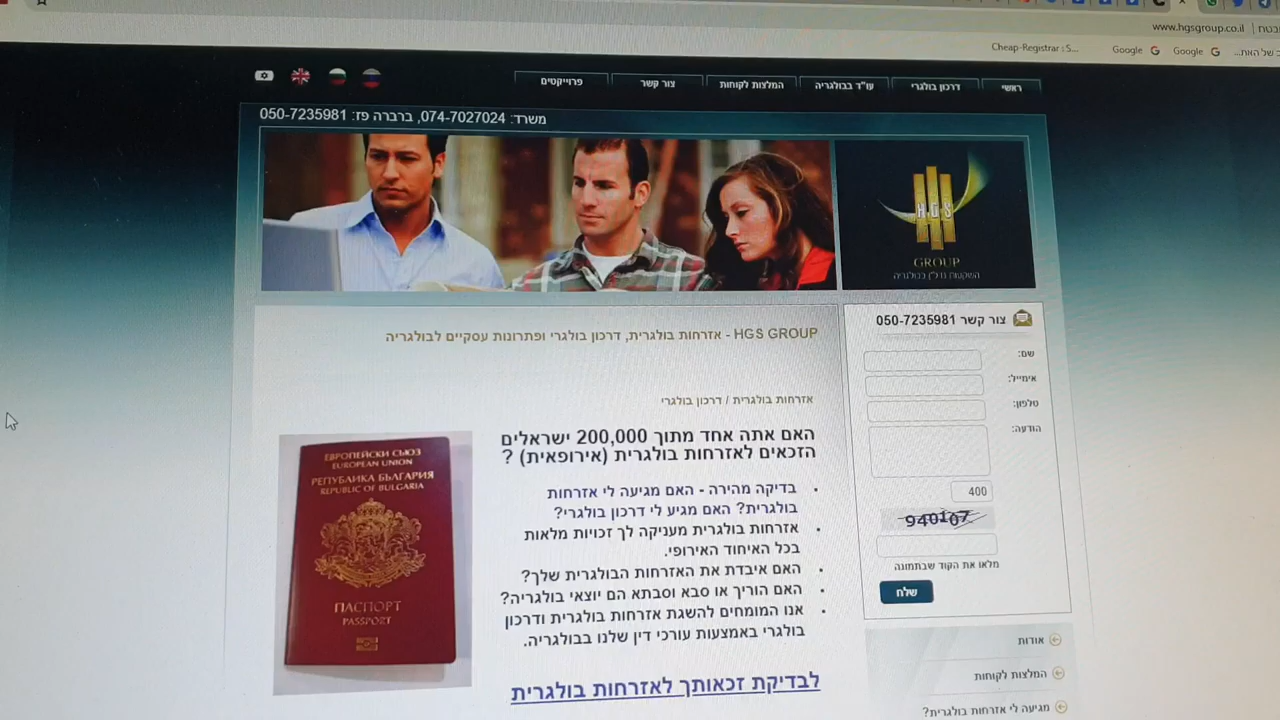 www.hgsgroup.co.il
Cheap-Registrar : S...
Google
Google
...של האת
ראשי
דרכון בולגרי
עו"ד בבולגריה
המלצות לקוחות
צור קשר
פרוייקטים
משרד: 074-7027024, ברברה פז: 050-7235981
H G S
GROUP
השקעות נדל"ן בבולגריה
צור קשר 050-7235981
שם:
אימייל:
טלפון:
הודעה:
400
940107
מלאו את הקוד שבתמונה
שלח
אודות
המלצות לקוחות
מגיעה לי אזרחות בולגרית?
HGS GROUP - אזרחות בולגרית, דרכון בולגרי ופתרונות עסקיים לבולגריה
אזרחות בולגרית / דרכון בולגרי
האם אתה אחד מתוך 200,000 ישראלים
הזכאים לאזרחות בולגרית (אירופאית) ?
בדיקה מהירה - האם מגיעה לי אזרחות
בולגרית? האם מגיע לי דרכון בולגרי?
אזרחות בולגרית מעניקה לך זכויות מלאות
בכל האיחוד האירופי.
האם איבדת את האזרחות הבולגרית שלך?
האם הוריך או סבא וסבתא הם יוצאי בולגריה?
אנו המומחים להשגת אזרחות בולגרית ודרכון
בולגרי באמצעות עורכי דין שלנו בבולגריה.
לבדיקת זכאותך לאזרחות בולגרית
ЕВРОПЕЙСКИ СЪЮЗ
EUROPEAN UNION
РЕПУБЛИКА БЪЛГАРИЯ
REPUBLIC OF BULGARIA
ПАСПОРТ
PASSPORT